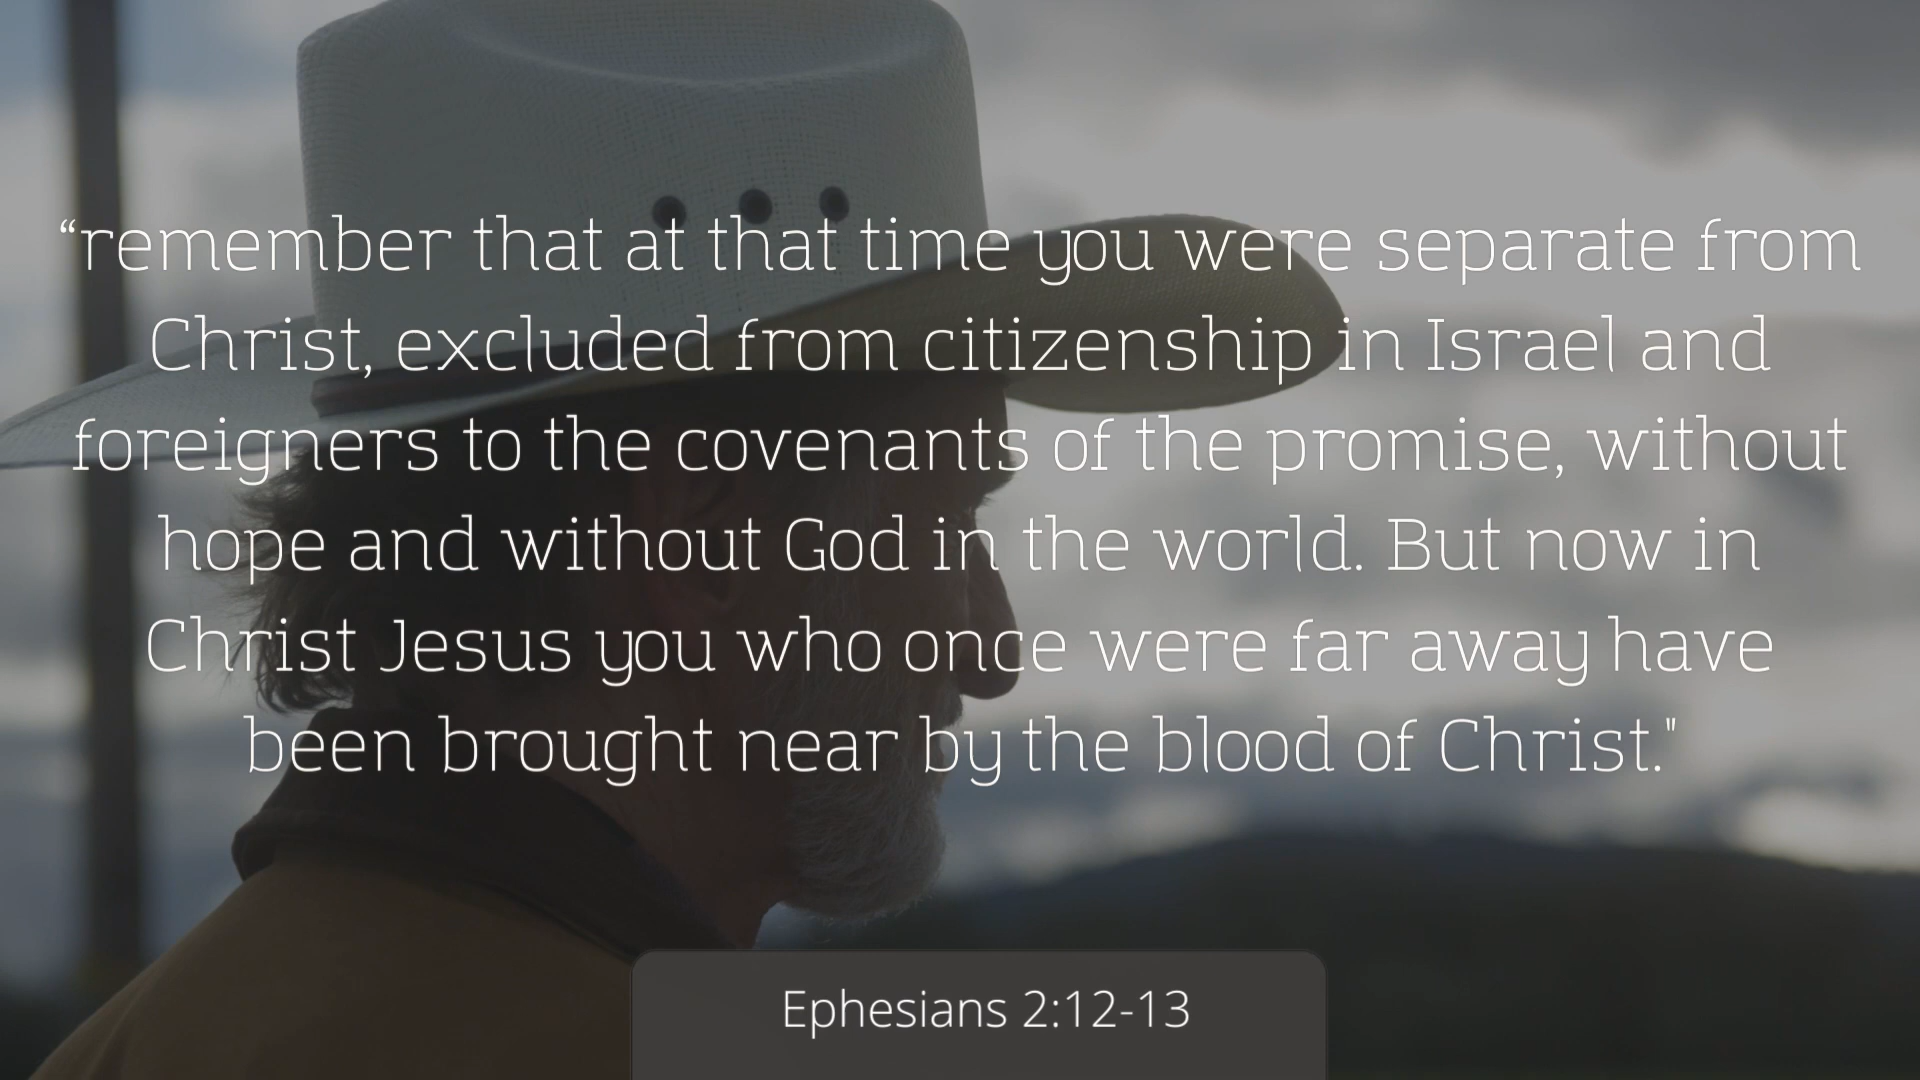 “remember that at that time you were separate from
Christ, excluded from citizenship in Israel and
foreigners to the covenants of the promise, without
hope and without God in the world. But now in
Christ Jesus you who once were far away have
been brought near by the blood of Christ."
Ephesians 2:12-13